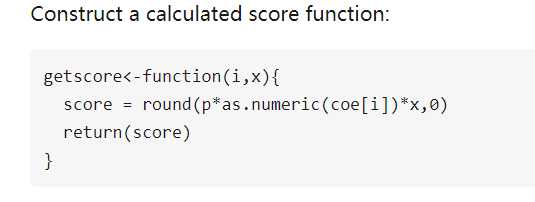 Construct a calculated score function:
getscore<-function(i,x){
  score = round(p*as.numeric(coe[i])*x,0)
  return(score)
}